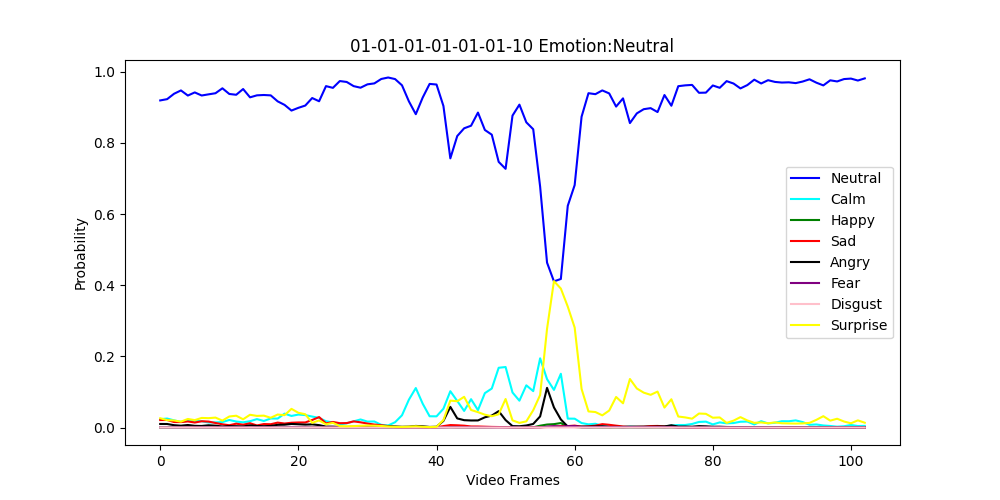 01-01-01-01-01-01-10 Emotion:Neutral
Probability
1.0
0.8
0.6
0.4
0.2
0.0
Neutral
Calm
Happy
Sad
Angry
Fear
Disgust
Surprise
0 20 40 60 80 100
Video Frames